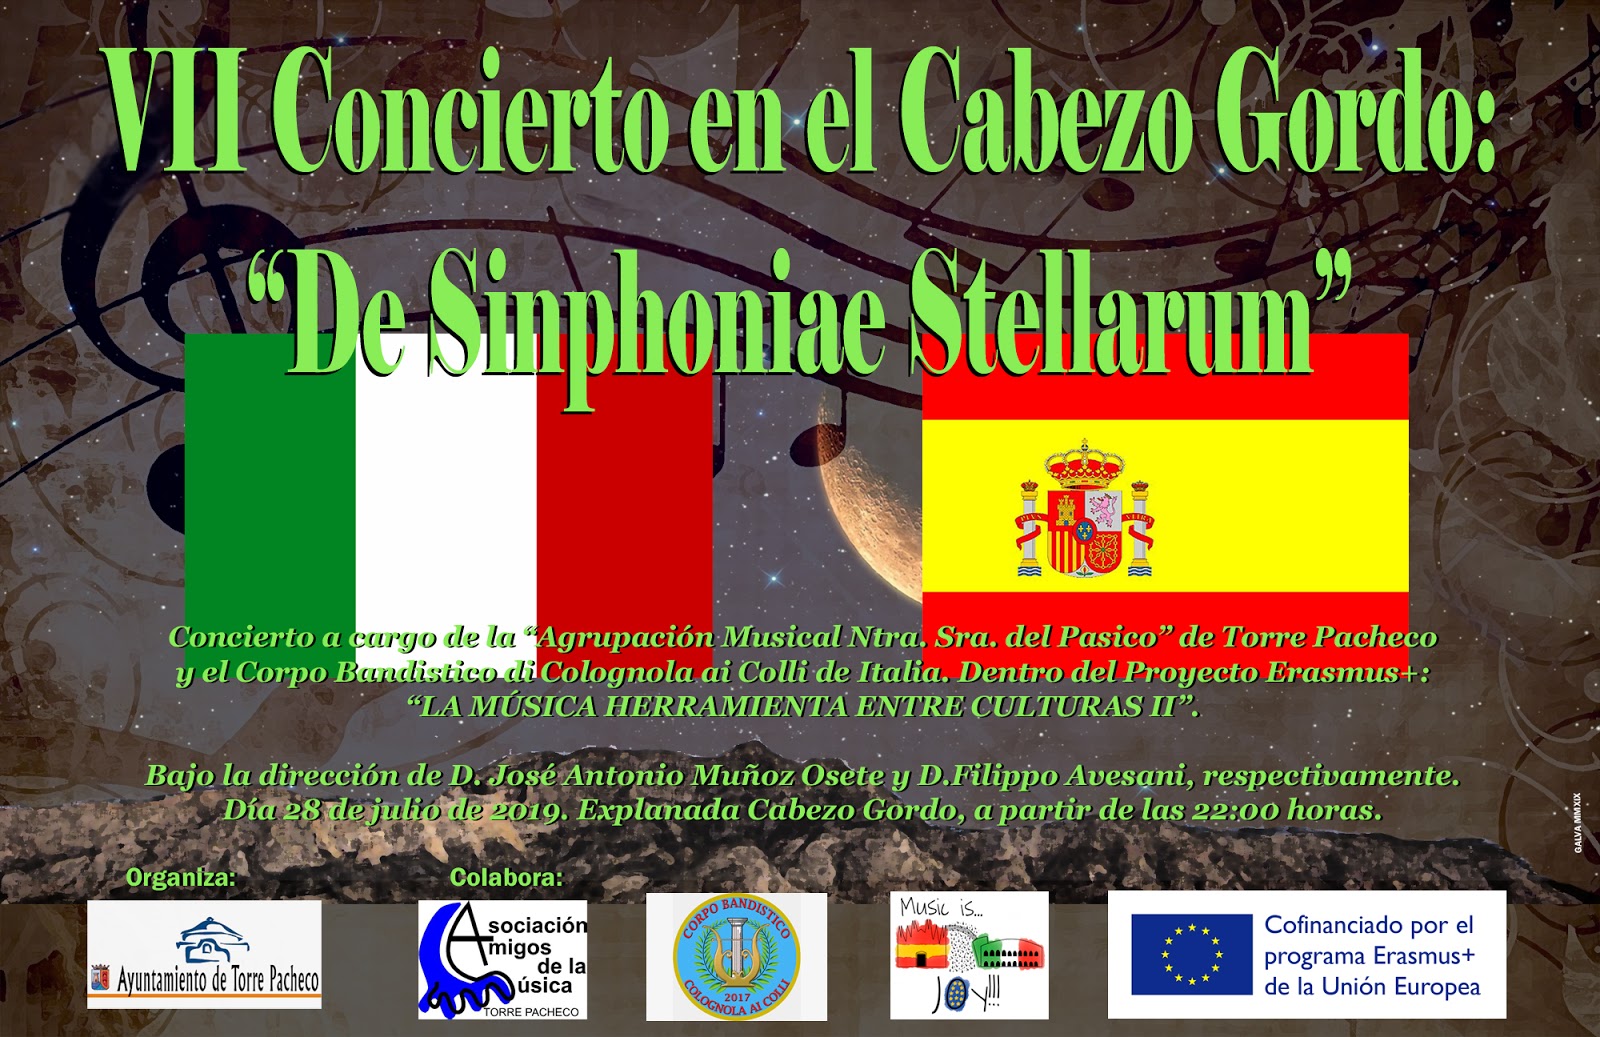 VII Concierto en el Cabezo Gordo:
“De Sinphoniae Stellarum”
Concierto a cargo de la “Agrupación Musical Ntra. Sra. del Pasico” de Torre Pacheco
y el Corpo Bandistico di Colognola ai Colli de Italia. Dentro del Proyecto Erasmus+:
“LA MÚSICA HERRAMIENTA ENTRE CULTURAS II”.
Bajo la dirección de D. José Antonio Muñoz Osete y D.Filippo Avesani, respectivamente.
Día 28 de julio de 2019. Explanada Cabezo Gordo, a partir de las 22:00 horas.
GALVA MMXIX
Organiza:
Colabora:
Ayuntamiento de Torre Pacheco
Asociación
Amigos
de la
Música
TORRE PACHECO
CORPO BANDISTICO
2017
COLOGNOLA AI COLLI
Music is...
JOY!!!
Cofinanciado por el
programa Erasmus+
de la Unión Europea